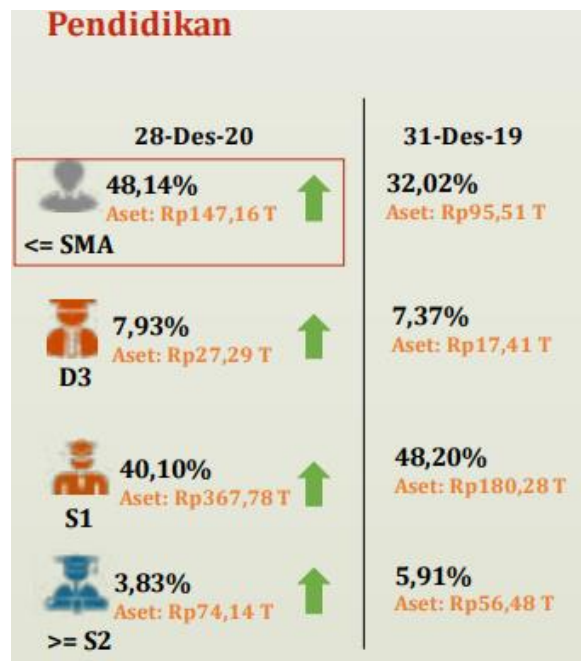 Pendidikan
28-Des-20
31-Des-19
48,14%
Aset: Rp147,16 T
<= SMA
32,02%
Aset: Rp95,51 T
7,93%
Aset: Rp27,29 T
D3
7,37%
Aset: Rp17,41 T
40,10%
Aset: Rp367,78 T
S1
48,20%
Aset: Rp180,28 T
3,83%
Aset: Rp74,14 T
>= S2
5,91%
Aset: Rp56,48 T